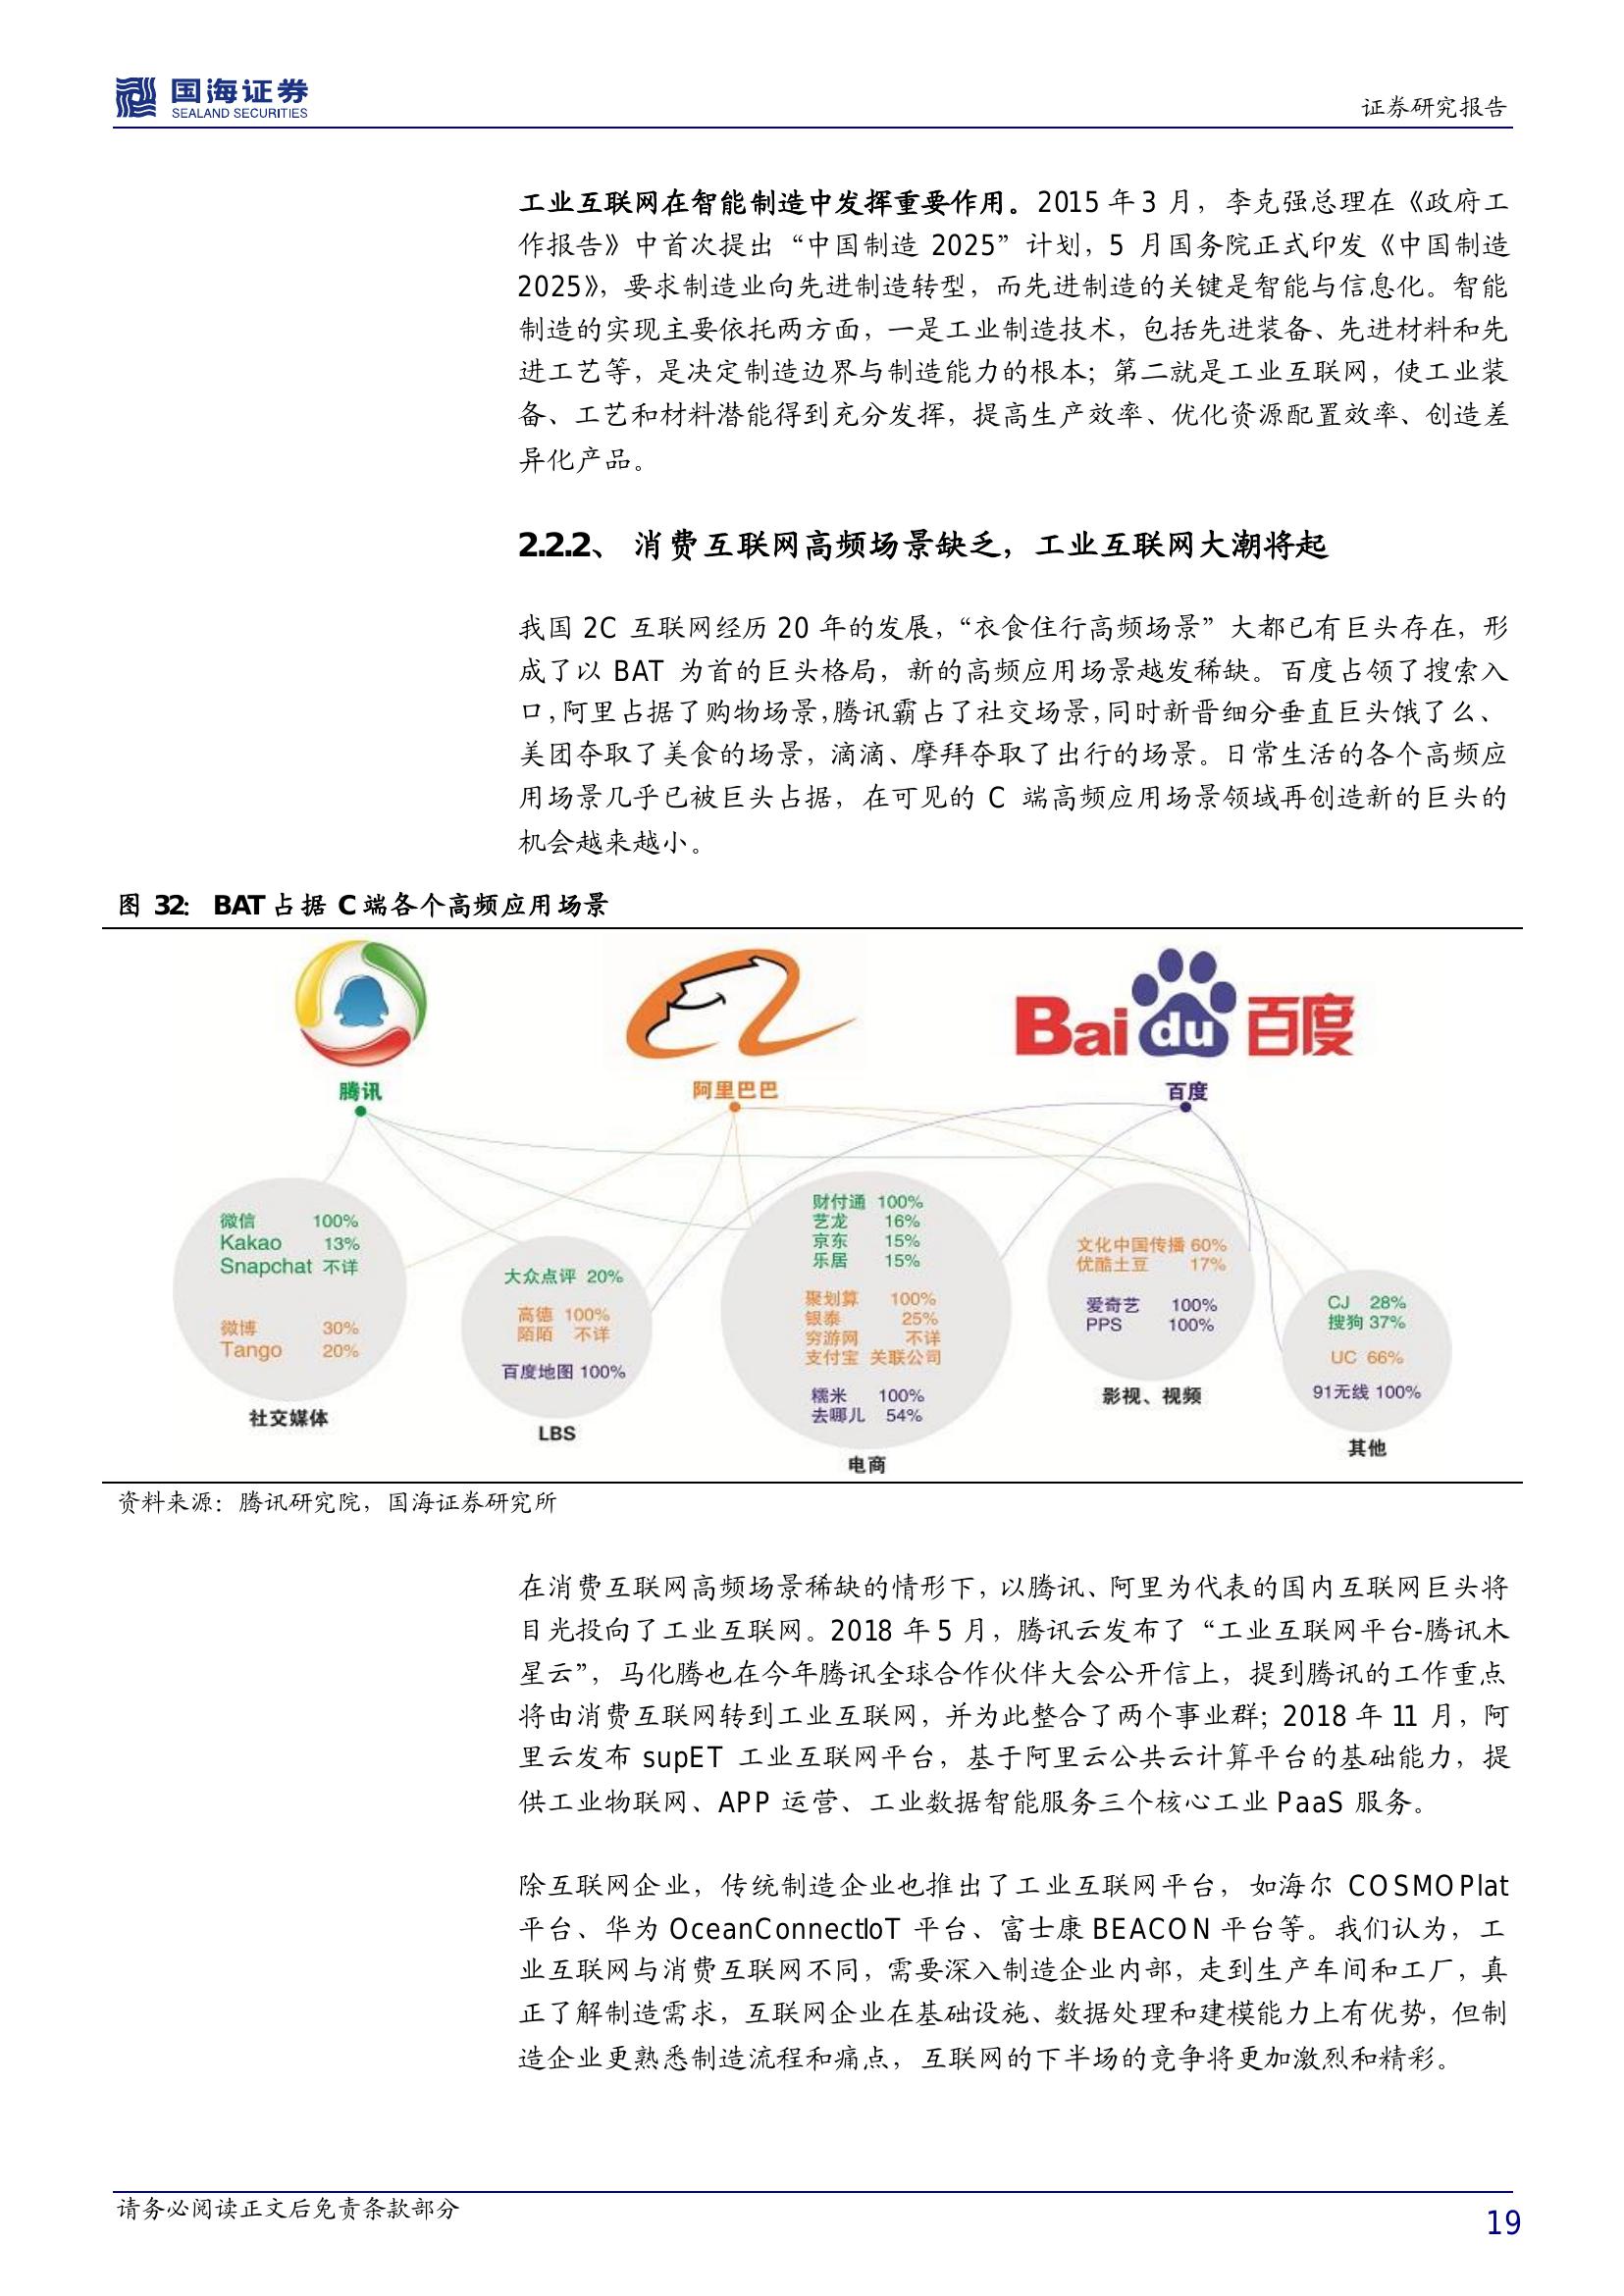 国海证券
SEALAND SECURITIES
证券研究报告
工业互联网在智能制造中发挥重要作用。2015 年 3 月，李克强总理在《政府工
作报告》中首次提出“中国制造 2025”计划，5 月国务院正式印发《中国制造
2025》，要求制造业向先进制造转型，而先进制造的关键是智能与信息化。智能
制造的实现主要依托两方面，一是工业制造技术，包括先进装备、先进材料和先
进工艺等，是决定制造边界与制造能力的根本；第二就是工业互联网，使工业装
备、工艺和材料潜能得到充分发挥，提高生产效率、优化资源配置效率、创造差
异化产品。
2.2.2、 消费互联网高频场景缺乏，工业互联网大潮将起
我国 2C 互联网经历 20 年的发展，“衣食住行高频场景”大都已有巨头存在，形
成了以 BAT 为首的巨头格局，新的高频应用场景越发稀缺。百度占领了搜索入
口，阿里占据了购物场景，腾讯霸占了社交场景，同时新晋细分垂直巨头饿了么、
美团夺取了美食的场景，滴滴、摩拜夺取了出行的场景。日常生活的各个高频应
用场景几乎已被巨头占据，在可见的 C 端高频应用场景领域再创造新的巨头的
机会越来越小。
图 32： BAT 占据 C 端各个高频应用场景
Bai du 百度
腾讯
阿里巴巴
百度
微信 100%
Kakao 13%
Snapchat 不详
微博 30%
Tango 20%
社交媒体
大众点评 20%
高德 100%
陌陌 不详
百度地图 100%
LBS
财付通 100%
艺龙 16%
京东 15%
乐居 15%
聚划算 100%
银泰 25%
穷游网 不详
支付宝 关联公司
糯米 100%
去哪儿 54%
电商
文化中国传播 60%
优酷土豆 17%
爱奇艺 100%
PPS 100%
影视、视频
CJ 28%
搜狗 37%
UC 66%
91无线 100%
其他
资料来源：腾讯研究院，国海证券研究所
在消费互联网高频场景稀缺的情形下，以腾讯、阿里为代表的国内互联网巨头将
目光投向了工业互联网。2018 年 5 月，腾讯云发布了“工业互联网平台-腾讯木
星云”，马化腾也在今年腾讯全球合作伙伴大会公开信上，提到腾讯的工作重点
将由消费互联网转到工业互联网，并为此整合了两个事业群；2018 年 11 月，阿
里云发布 supET 工业互联网平台，基于阿里云公共云计算平台的基础能力，提
供工业物联网、APP 运营、工业数据智能服务三个核心工业 PaaS 服务。
除互联网企业，传统制造企业也推出了工业互联网平台，如海尔 COSMOPlat
平台、华为 OceanConnectIoT 平台、富士康 BEACON 平台等。我们认为，工
业互联网与消费互联网不同，需要深入制造企业内部，走到生产车间和工厂，真
正了解制造需求，互联网企业在基础设施、数据处理和建模能力上有优势，但制
造企业更熟悉制造流程和痛点，互联网的下半场的竞争将更加激烈和精彩。
请务必阅读正文后免责条款部分
19